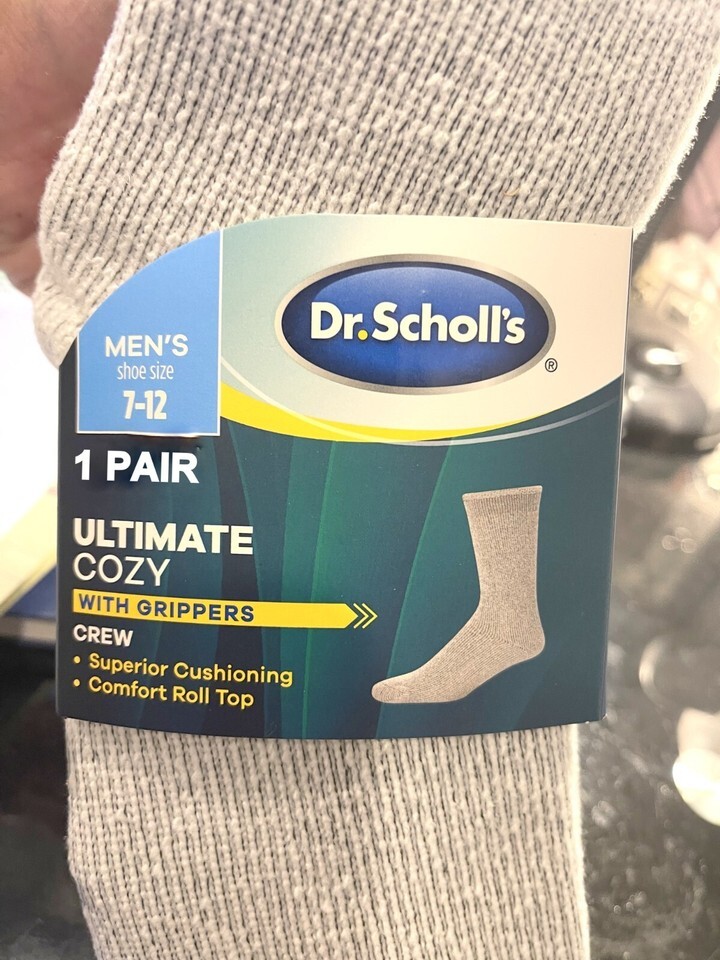 MEN'S
shoe size
7-12
Dr.Scholl's
®
1 PAIR
ULTIMATE
COZY
WITH GRIPPERS
CREW
• Superior Cushioning
• Comfort Roll Top